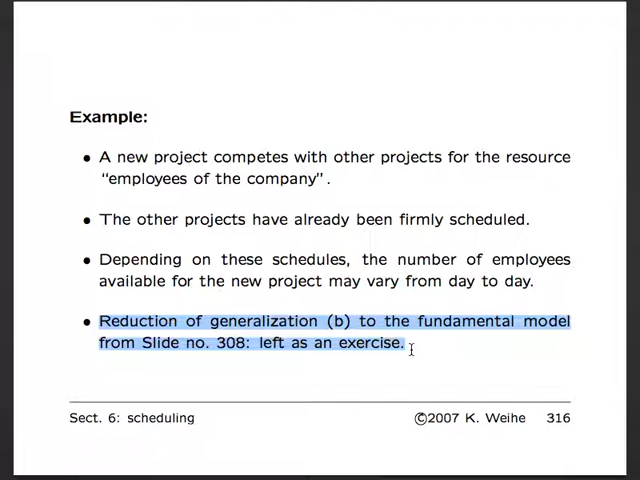 Example:
• A new project competes with other projects for the resource
“employees of the company”.
• The other projects have already been firmly scheduled.
• Depending on these schedules, the number of employees
available for the new project may vary from day to day.
• Reduction of generalization (b) to the fundamental model
from Slide no. 308: left as an exercise.
Sect. 6: scheduling ©2007 K. Weihe 316